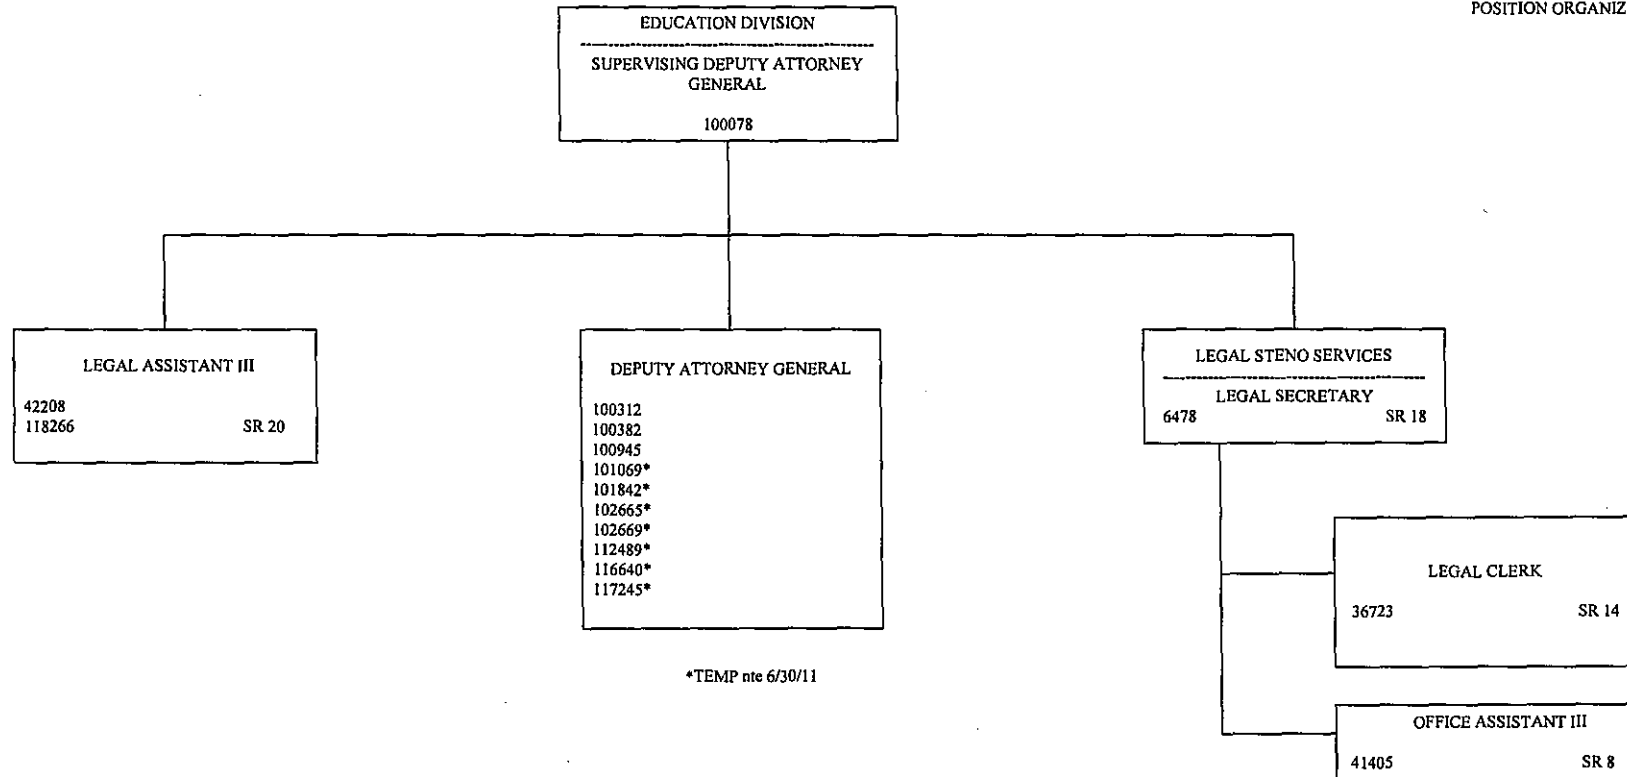 POSITION ORGANIZ
EDUCATION DIVISION
SUPERVISING DEPUTY ATTORNEY
GENERAL
100078
LEGAL ASSISTANT III
42208
118266 SR 20
DEPUTY ATTORNEY GENERAL
100312
100382
100945
101069*
101842*
102665*
102669*
112489*
116640*
117245*
*TEMP nte 6/30/11
LEGAL STENO SERVICES
LEGAL SECRETARY
6478 SR 18
LEGAL CLERK
36723 SR 14
OFFICE ASSISTANT III
41405 SR 8